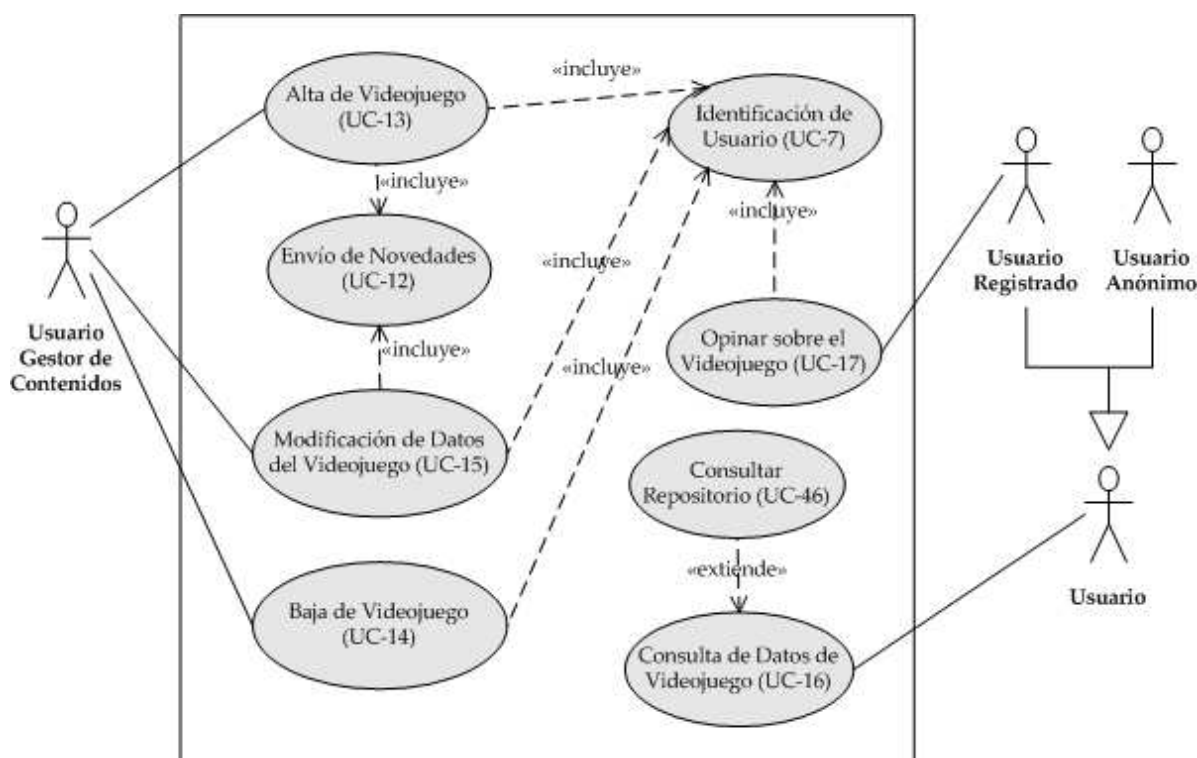 «incluye»
Alta de Videojuego
(UC-13)
Identificación de
Usuario (UC-7)
«incluye»
«incluye»
Envío de Novedades
(UC-12)
«incluye»
Usuario
Registrado
Usuario
Anónimo
Usuario
Gestor de
Contenidos
«incluye»
Opinar sobre el
Videojuego (UC-17)
«incluye»
Modificación de Datos
del Videojuego (UC-15)
Consultar
Repositorio (UC-46)
«extiende»
Baja de Videojuego
(UC-14)
Usuario
Consulta de Datos de
Videojuego (UC-16)